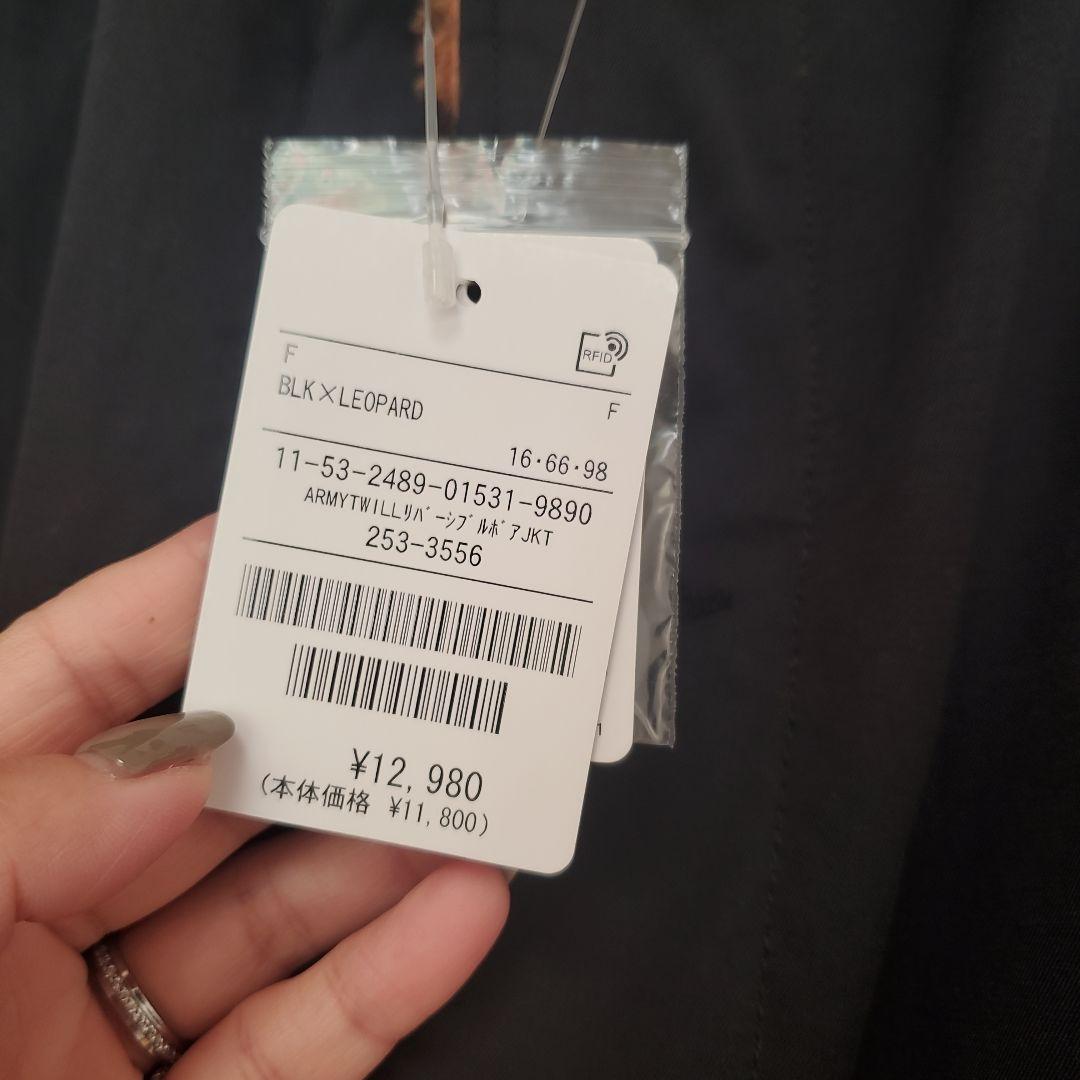 RFID
F
BLK×LEOPARD F
16・66・98
11-53-2489-01531-9890
ARMYTWILLリバーシブルボアJKT
253-3556
¥12,980
(本体価格 ¥11,800)
1